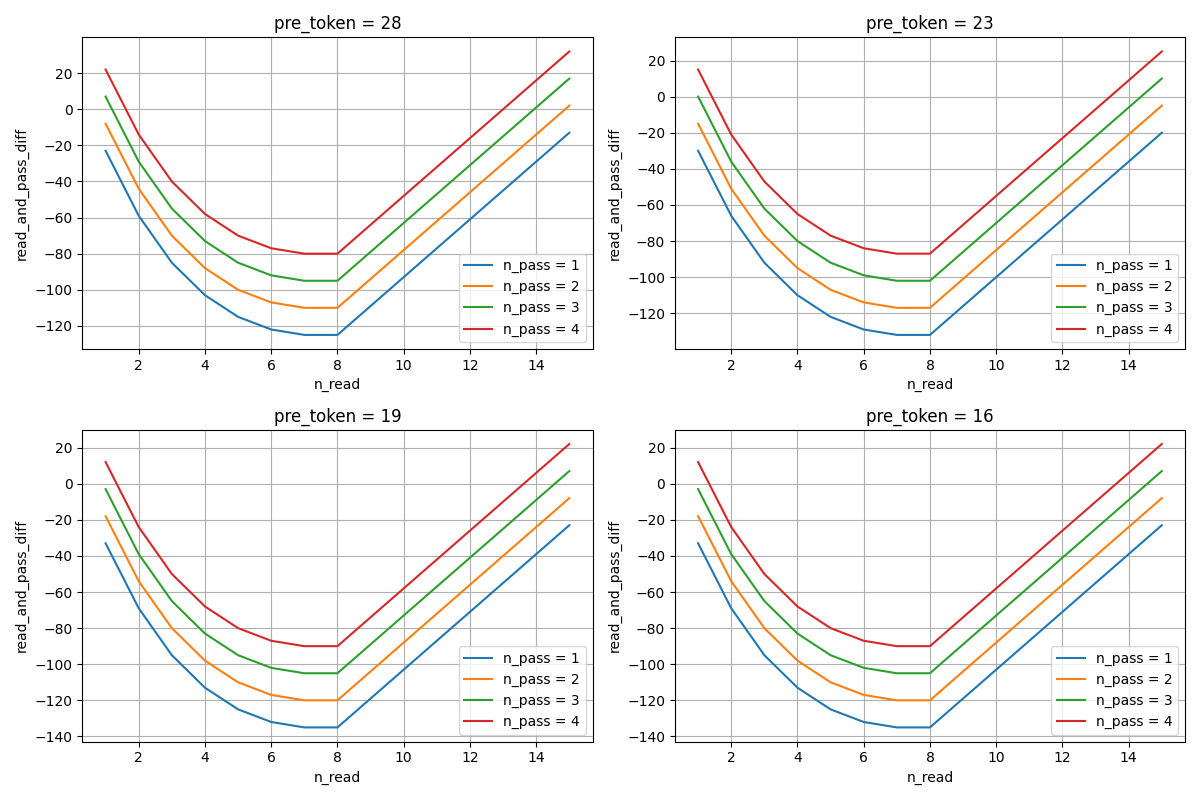 pre_token = 28
20
0
−20
−40
−60
−80
−100
−120
read_and_pass_diff
2 4 6 8 10 12 14
n_read
n_pass = 1
n_pass = 2
n_pass = 3
n_pass = 4
pre_token = 23
20
0
−20
−40
−60
−80
−100
−120
read_and_pass_diff
2 4 6 8 10 12 14
n_read
n_pass = 1
n_pass = 2
n_pass = 3
n_pass = 4
pre_token = 19
20
0
−20
−40
−60
−80
−100
−120
−140
read_and_pass_diff
2 4 6 8 10 12 14
n_read
n_pass = 1
n_pass = 2
n_pass = 3
n_pass = 4
pre_token = 16
20
0
−20
−40
−60
−80
−100
−120
−140
read_and_pass_diff
2 4 6 8 10 12 14
n_read
n_pass = 1
n_pass = 2
n_pass = 3
n_pass = 4